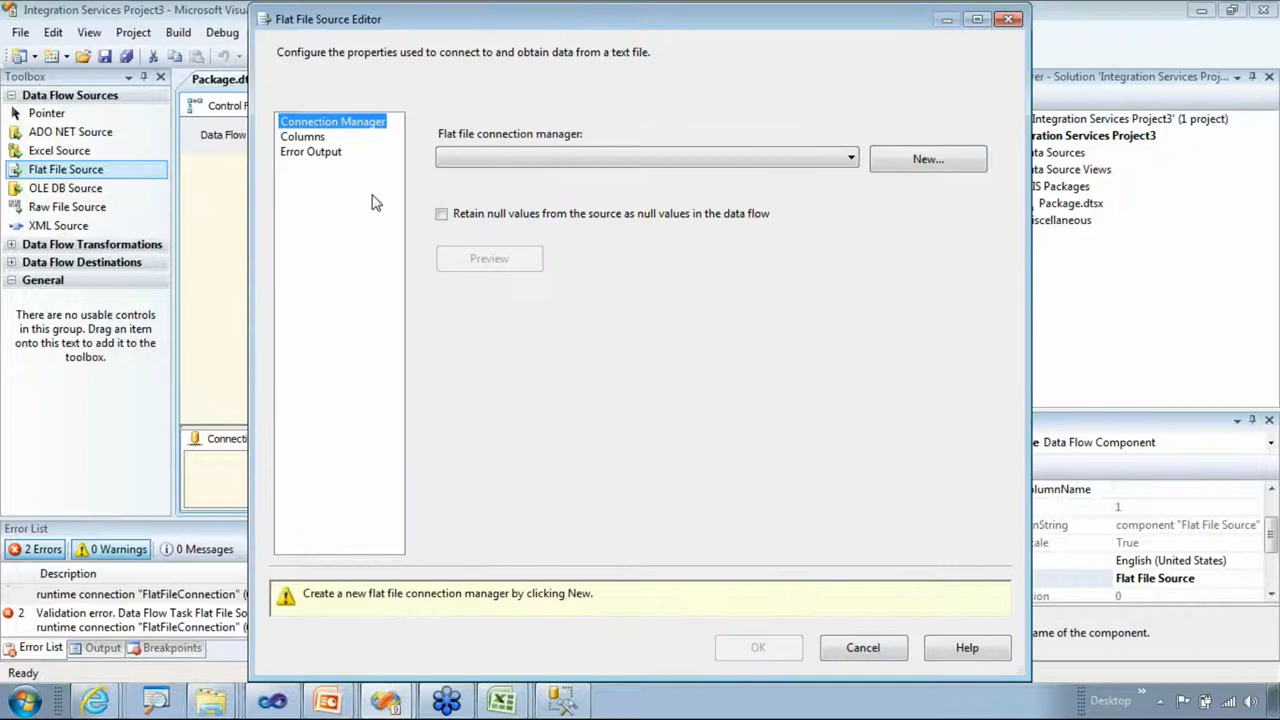 Integration Services Project3 - Microsoft Visu
File Edit View Project Build Debug
Toolbox
Data Flow Sources
Pointer
ADO NET Source
Excel Source
Flat File Source
OLE DB Source
Raw File Source
XML Source
Data Flow Transformations
Data Flow Destinations
General
There are no usable controls
in this group. Drag an item
onto this text to add it to the
toolbox.
Package.dt
Control F
Data Flow
Connecti
Flat File Source Editor
Configure the properties used to connect to and obtain data from a text file.
Connection Manager
Columns
Error Output
Flat file connection manager:
New...
Retain null values from the source as null values in the data flow
Preview
Create a new flat file connection manager by clicking New.
OK Cancel Help
rer - Solution 'Integration Services Proj...
Integration Services Project3' (1 project)
gration Services Project3
ta Sources
ta Source Views
IS Packages
Package.dtsx
iscellaneous
e Data Flow Component
olumnName
1
nString component "Flat File Source"
cale True
English (United States)
Flat File Source
ion 0
ame of the component.
Error List
2 Errors 0 Warnings 0 Messages
Description
runtime connection "FlatFileConnection" (
2 Validation error. Data Flow Task Flat File So
runtime connection "FlatFileConnection" (
Error List Output Breakpoints
Ready
Desktop